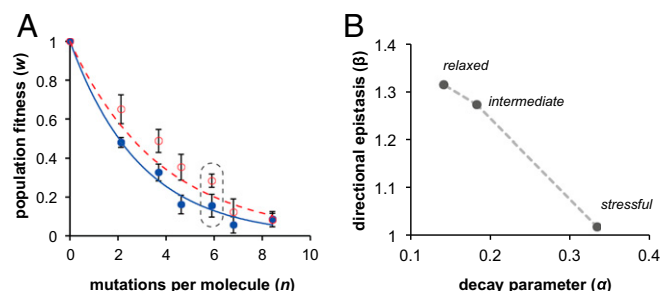 A
population fitness (w)
1
0.8
0.6
0.4
0.2
0
0 2 4 6 8 10
mutations per molecule (n)
B
directional epistasis (β)
1.4
1.3
1.2
1.1
1
relaxed
intermediate
stressful
0.1 0.2 0.3 0.4
decay parameter (α)